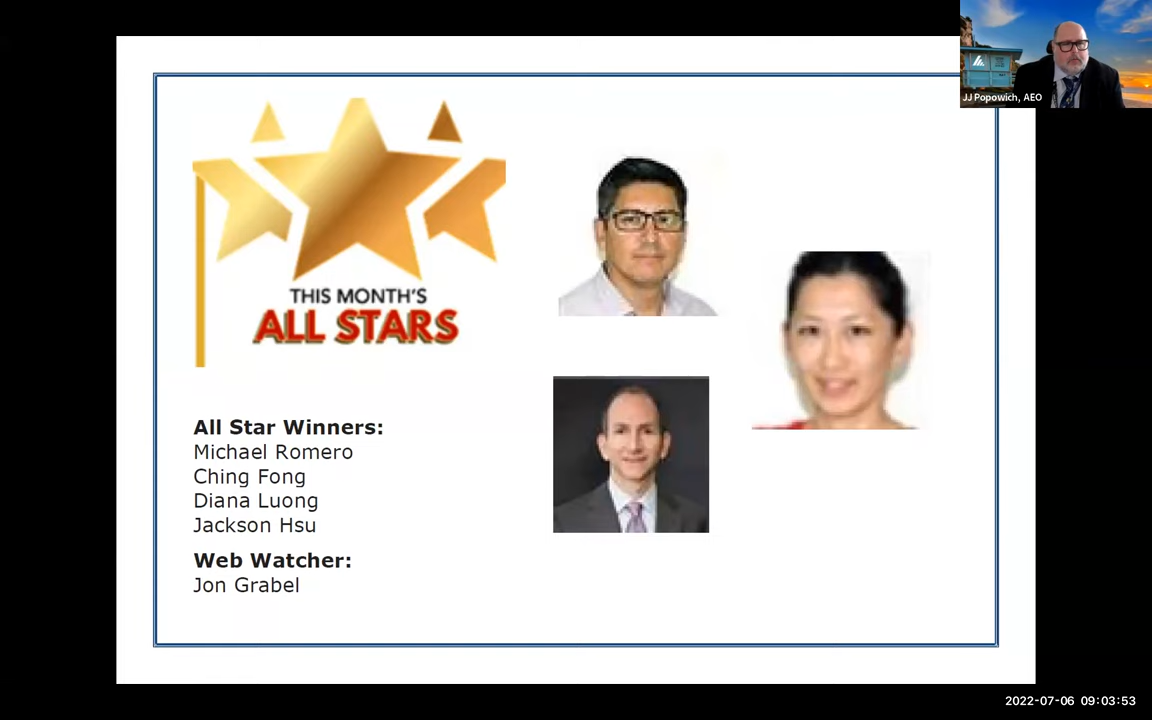 THIS MONTH'S
ALL STARS
All Star Winners:
Michael Romero
Ching Fong
Diana Luong
Jackson Hsu
Web Watcher:
Jon Grabel
JJ Popowich, AEO
2022-07-06 09:03:53